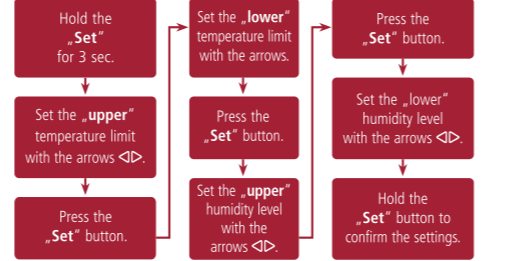 Hold the
„Set“
for 3 sec.
Set the „upper“
temperature limit
with the arrows ◁▷.
Press the
„Set“ button.
Set the „lower“
temperature limit
with the arrows.
Press the
„Set“ button.
Set the „upper“
humidity level
with the
arrows ◁▷.
Press the
„Set“ button.
Set the „lower“
humidity level
with the arrows ◁▷.
Hold the
„Set“ button to
confirm the settings.